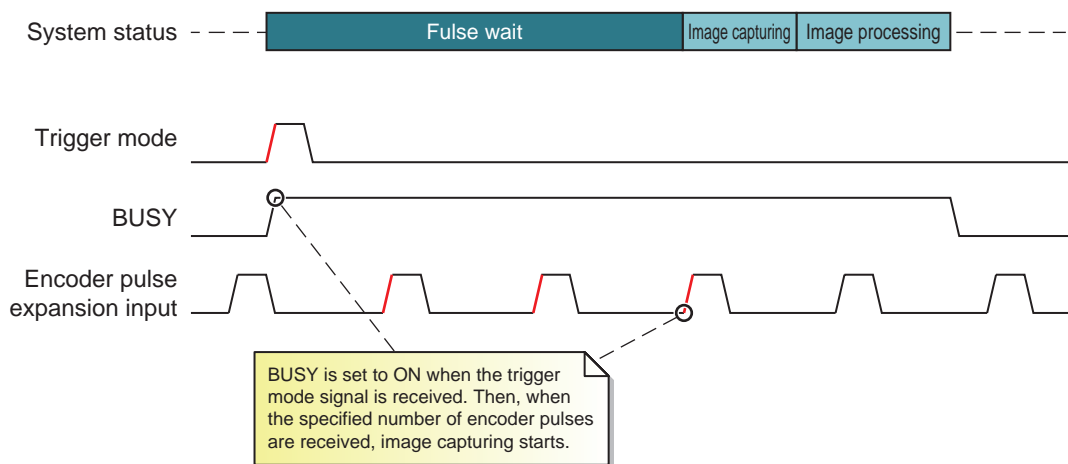 System status
Fulse wait
Image capturing
Image processing
Trigger mode
BUSY
Encoder pulse
expansion input
BUSY is set to ON when the trigger
mode signal is received. Then, when
the specified number of encoder pulses
are received, image capturing starts.